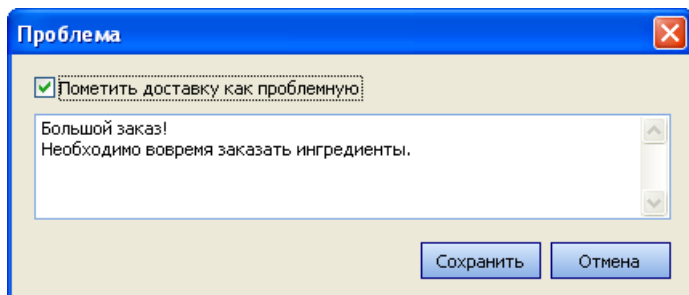 Проблема
Пометить доставку как проблемную
Большой заказ!
Необходимо вовремя заказать ингредиенты.
Сохранить
Отмена